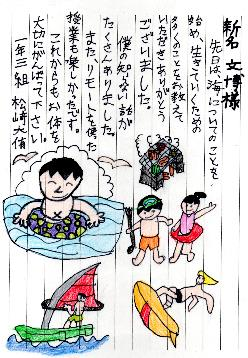 新名 文博様
先日は、海についてのことを
始め、生きていくための
多くのことをお教え
いただきありがとう
ございました。
僕の知らない話が
たくさんありました。
また、リモートを使った
授業も楽しかったです。
これからもお体を
大切にがんばって下さい。
一年三組 松崎大